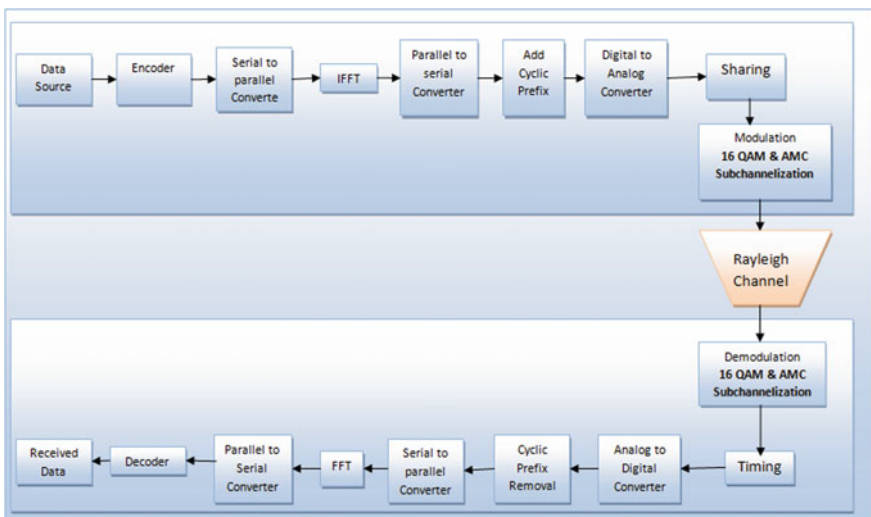 Data
Source
Encoder
Serial to
parallel
Converte
IFFT
Parallel to
serial
Converter
Add
Cyclic
Prefix
Digital to
Analog
Converter
Sharing
Modulation
16 QAM & AMC
Subchannelization
Rayleigh
Channel
Demodulation
16 QAM & AMC
Subchannelization
Received
Data
Decoder
Parallel to
Serial
Converter
FFT
Serial to
parallel
Converter
Cyclic
Prefix
Removal
Analog to
Digital
Converter
Timing